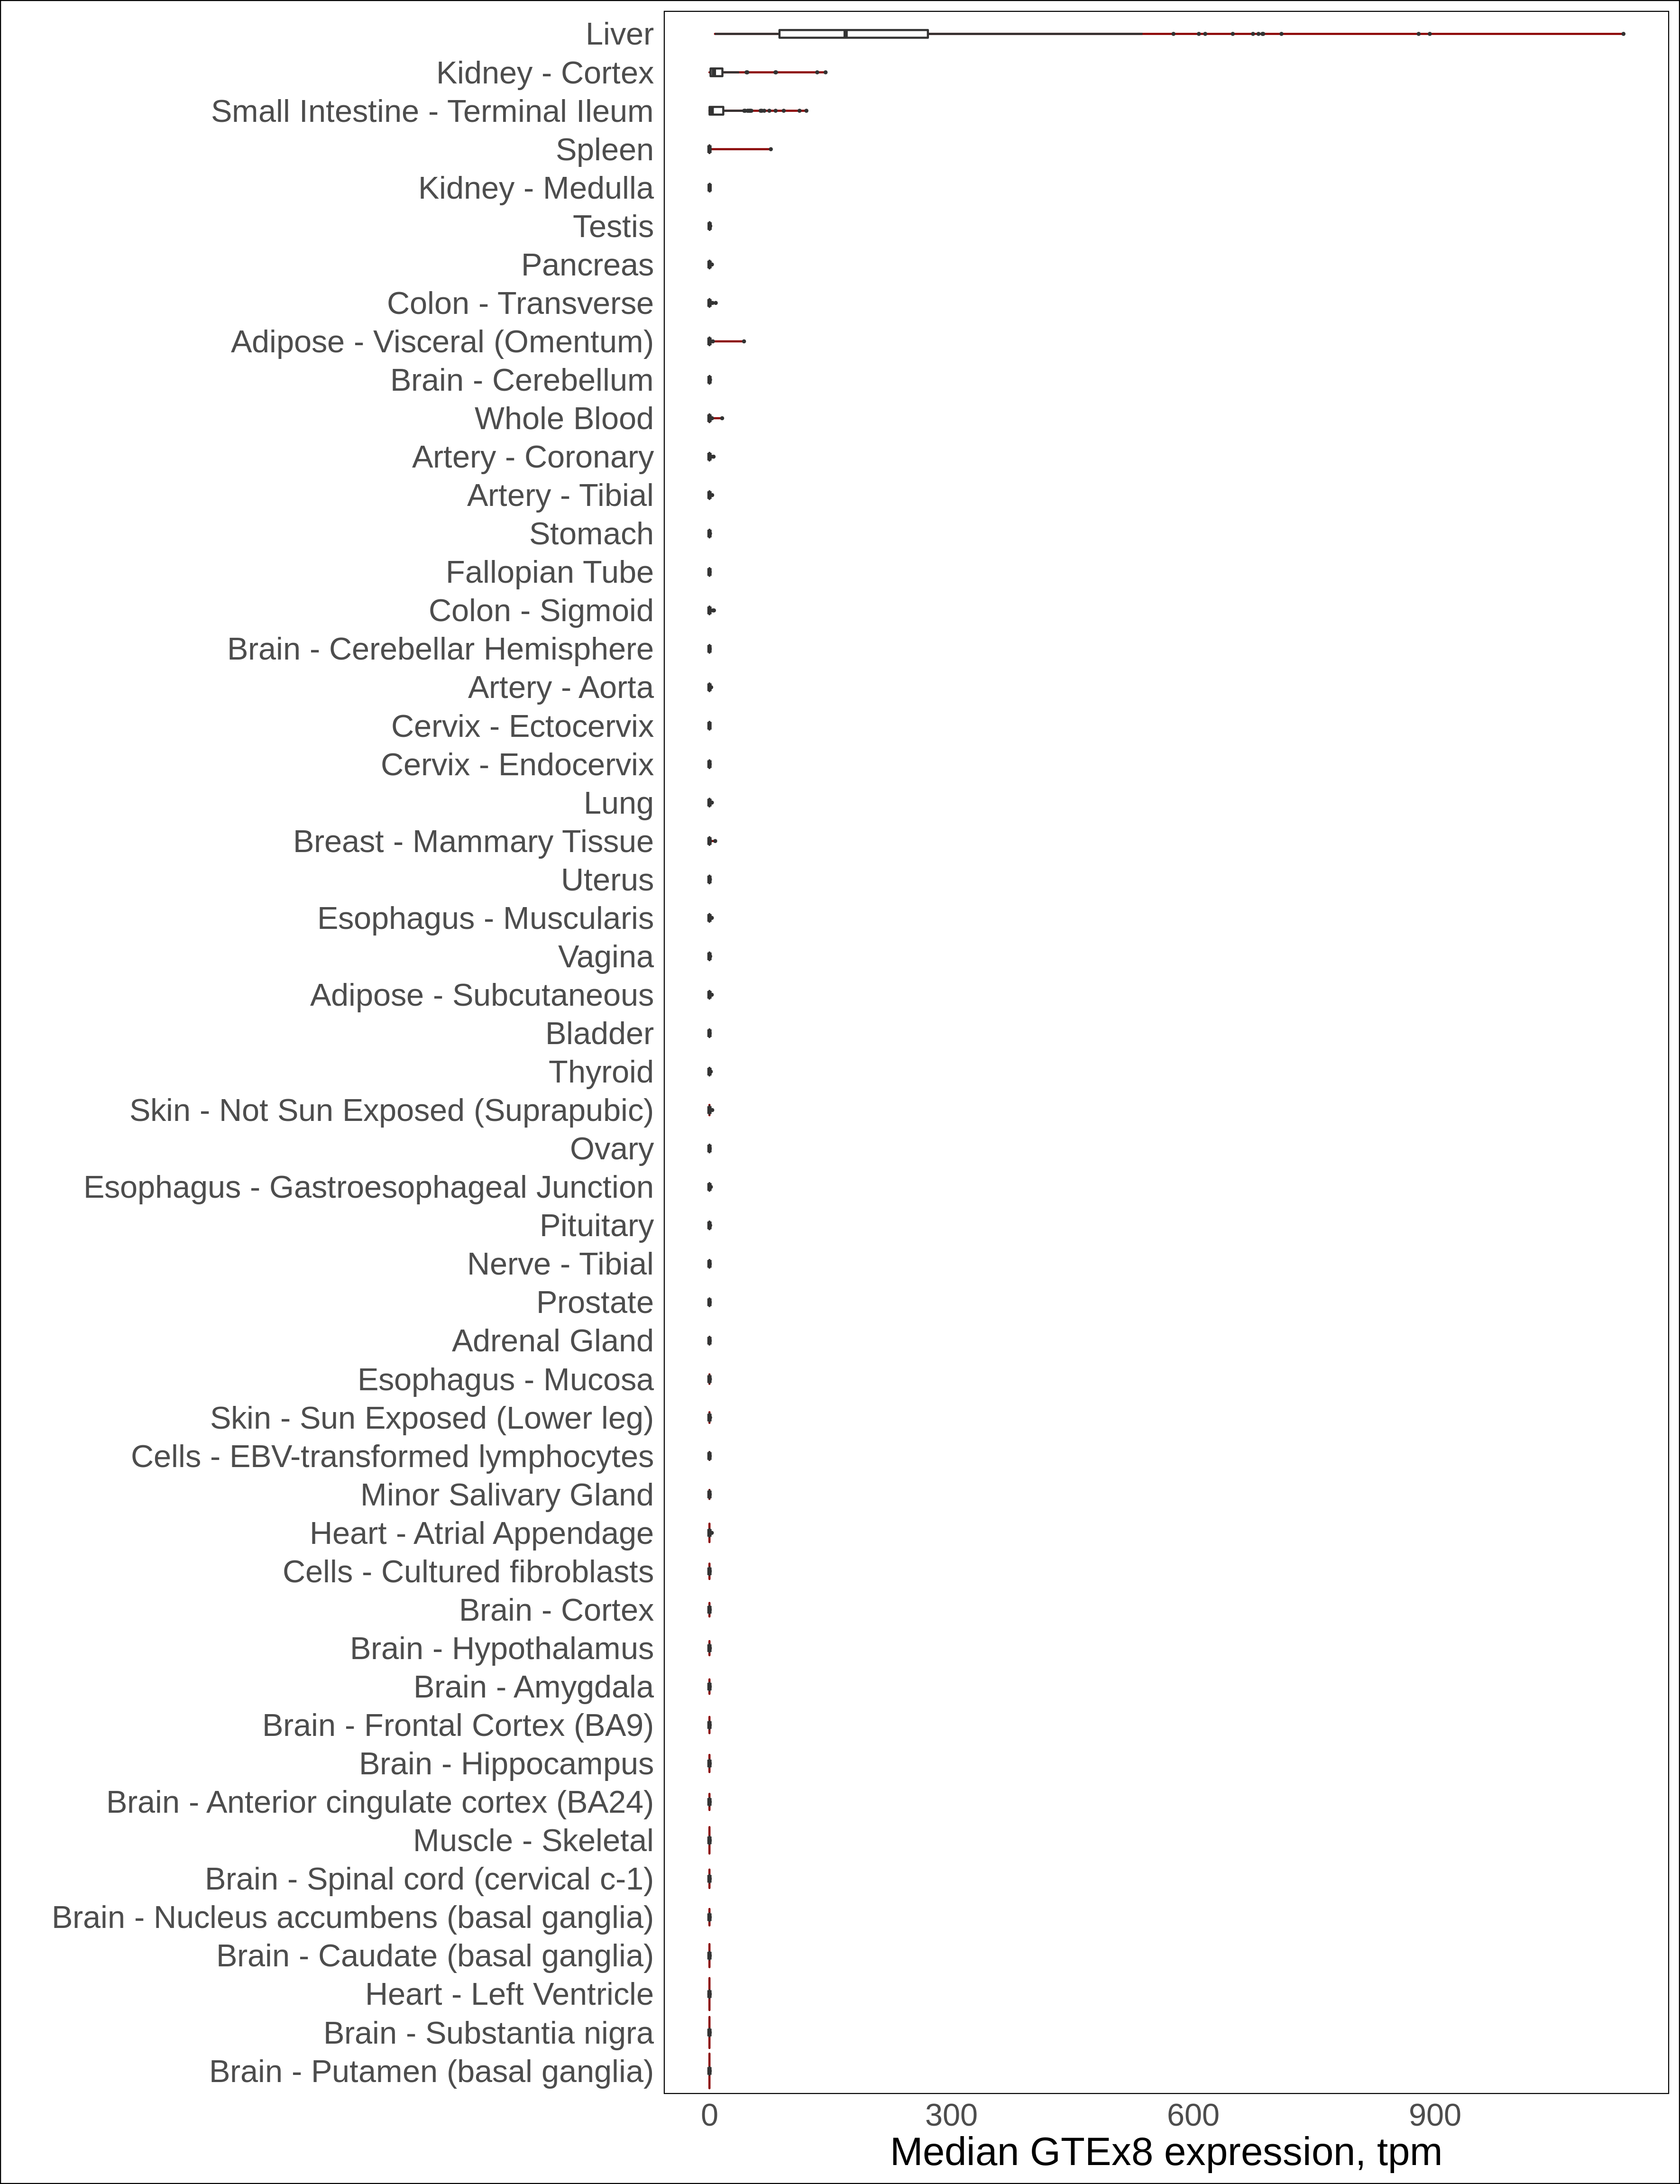 Liver
Kidney - Cortex
Small Intestine - Terminal Ileum
Spleen
Kidney - Medulla
Testis
Pancreas
Colon - Transverse
Adipose - Visceral (Omentum)
Brain - Cerebellum
Whole Blood
Artery - Coronary
Artery - Tibial
Stomach
Fallopian Tube
Colon - Sigmoid
Brain - Cerebellar Hemisphere
Artery - Aorta
Cervix - Ectocervix
Cervix - Endocervix
Lung
Breast - Mammary Tissue
Uterus
Esophagus - Muscularis
Vagina
Adipose - Subcutaneous
Bladder
Thyroid
Skin - Not Sun Exposed (Suprapubic)
Ovary
Esophagus - Gastroesophageal Junction
Pituitary
Nerve - Tibial
Prostate
Adrenal Gland
Esophagus - Mucosa
Skin - Sun Exposed (Lower leg)
Cells - EBV-transformed lymphocytes
Minor Salivary Gland
Heart - Atrial Appendage
Cells - Cultured fibroblasts
Brain - Cortex
Brain - Hypothalamus
Brain - Amygdala
Brain - Frontal Cortex (BA9)
Brain - Hippocampus
Brain - Anterior cingulate cortex (BA24)
Muscle - Skeletal
Brain - Spinal cord (cervical c-1)
Brain - Nucleus accumbens (basal ganglia)
Brain - Caudate (basal ganglia)
Heart - Left Ventricle
Brain - Substantia nigra
Brain - Putamen (basal ganglia)
0 300 600 900
Median GTEx8 expression, tpm